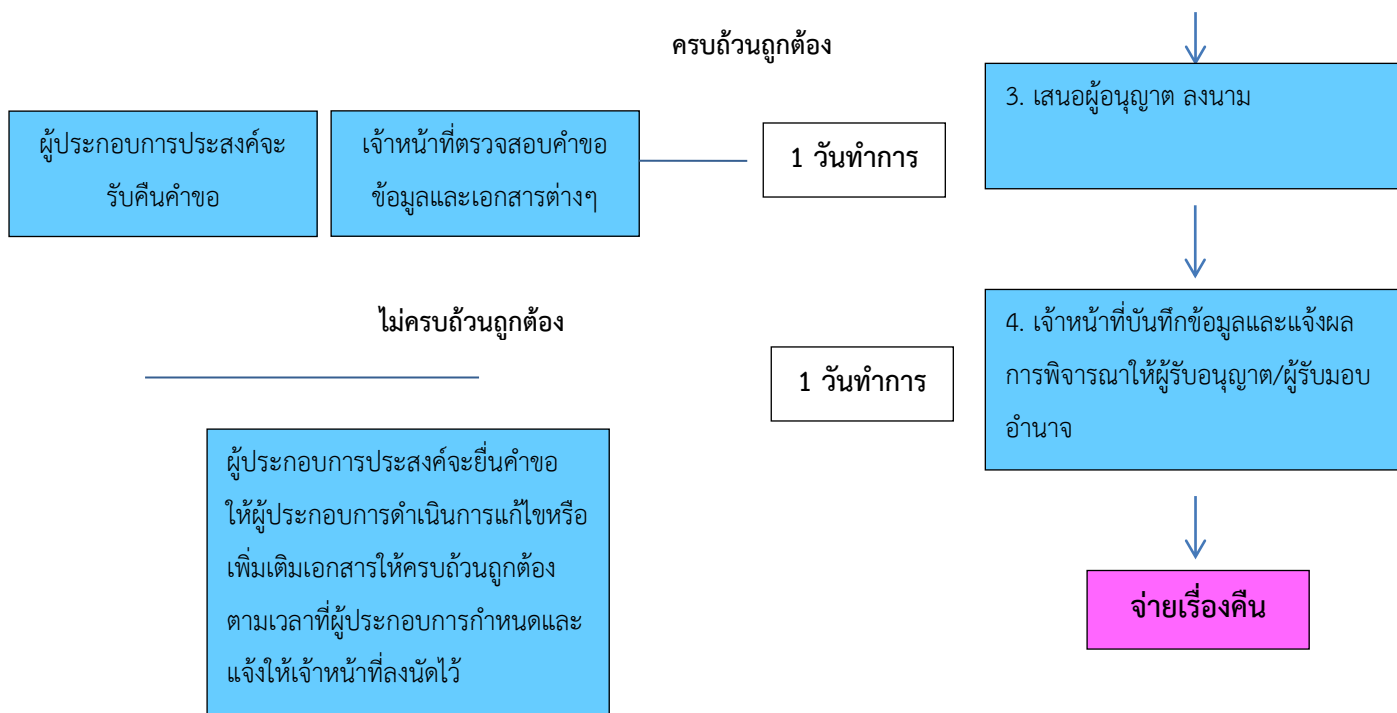 ครบถ้วนถูกต้อง
3. เสนอผู้อนุญาต ลงนาม
ผู้ประกอบการประสงค์จะ
รับคืนคำขอ
เจ้าหน้าที่ตรวจสอบคำขอ
ข้อมูลและเอกสารต่างๆ
1 วันทำการ
ไม่ครบถ้วนถูกต้อง
1 วันทำการ
4. เจ้าหน้าที่บันทึกข้อมูลและแจ้งผล
การพิจารณาให้ผู้รับอนุญาต/ผู้รับมอบ
อำนาจ
ผู้ประกอบการประสงค์จะยื่นคำขอ
ให้ผู้ประกอบการดำเนินการแก้ไขหรือ
เพิ่มเติมเอกสารให้ครบถ้วนถูกต้อง
ตามเวลาที่ผู้ประกอบการกำหนดและ
แจ้งให้เจ้าหน้าที่ลงนัดไว้
จ่ายเรื่องคืน